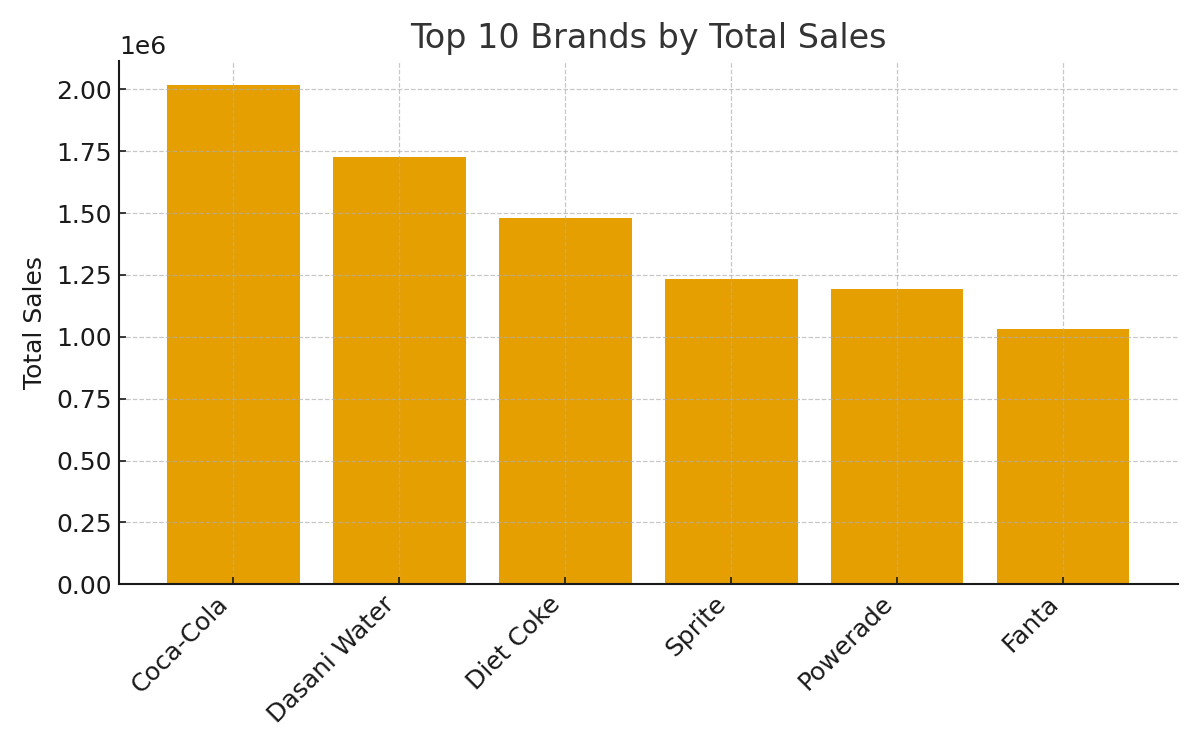 Top 10 Brands by Total Sales
1e6
2.00
1.75
1.50
1.25
1.00
0.75
0.50
0.25
0.00
Total Sales
Coca-Cola
Dasani Water
Diet Coke
Sprite
Powerade
Fanta